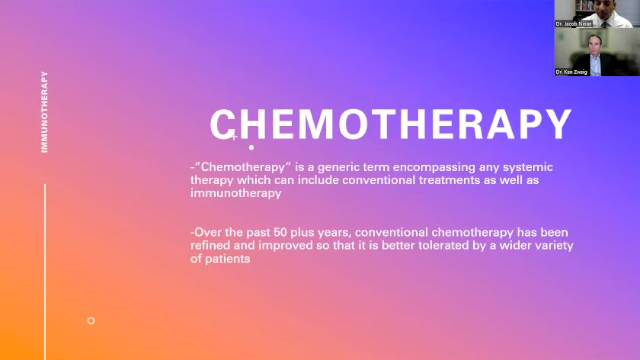 Dr. Jacob Ninan
Dr. Ken Zweig
IMMUNOTHERAPY
CHEMOTHERAPY
-"Chemotherapy" is a generic term encompassing any systemic
therapy which can include conventional treatments as well as
immunotherapy
-Over the past 50 plus years, conventional chemotherapy has been
refined and improved so that it is better tolerated by a wider variety
of patients